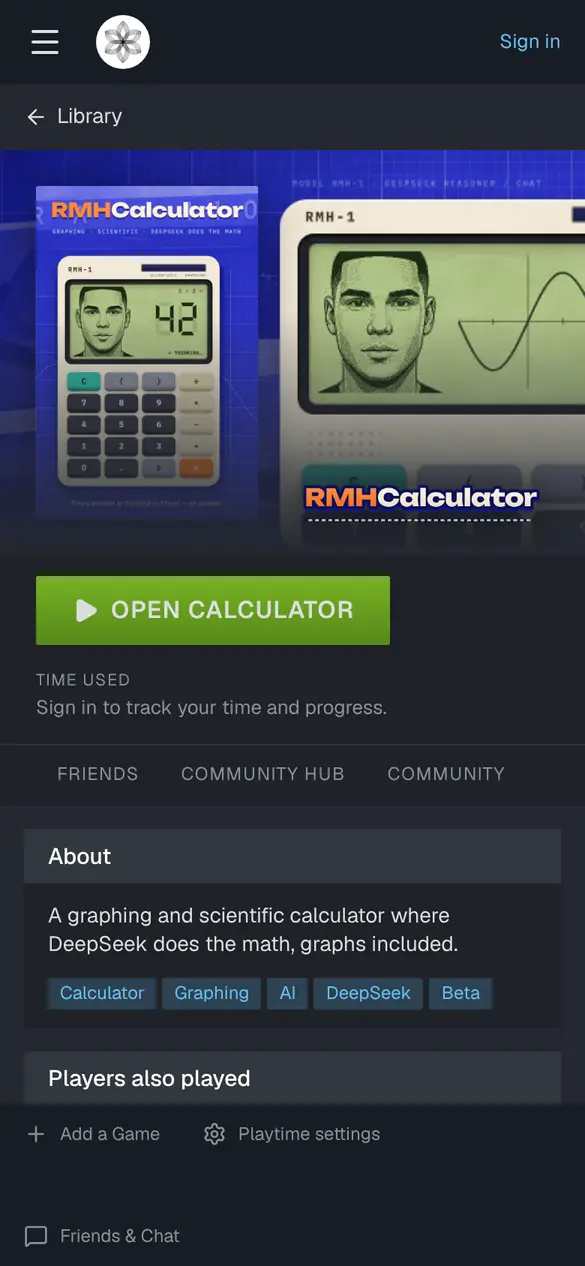 Sign in
Library
RMHCalculator
GRAPHING · SCIENTIFIC · DEEPSEEK DOES THE MATH
RMH-1
42
THINKING
C ( ) ÷
7 8 9 ×
4 5 6 −
1 2 3 +
0 .
MODEL RMH-1 · DEEPSEEK REASONER / CHAT
RMH-1
RMHCalculator
OPEN CALCULATOR
TIME USED
Sign in to track your time and progress.
FRIENDS COMMUNITY HUB COMMUNITY
About
A graphing and scientific calculator where
DeepSeek does the math, graphs included.
Calculator Graphing AI DeepSeek Beta
Players also played
Add a Game Playtime settings
Friends & Chat